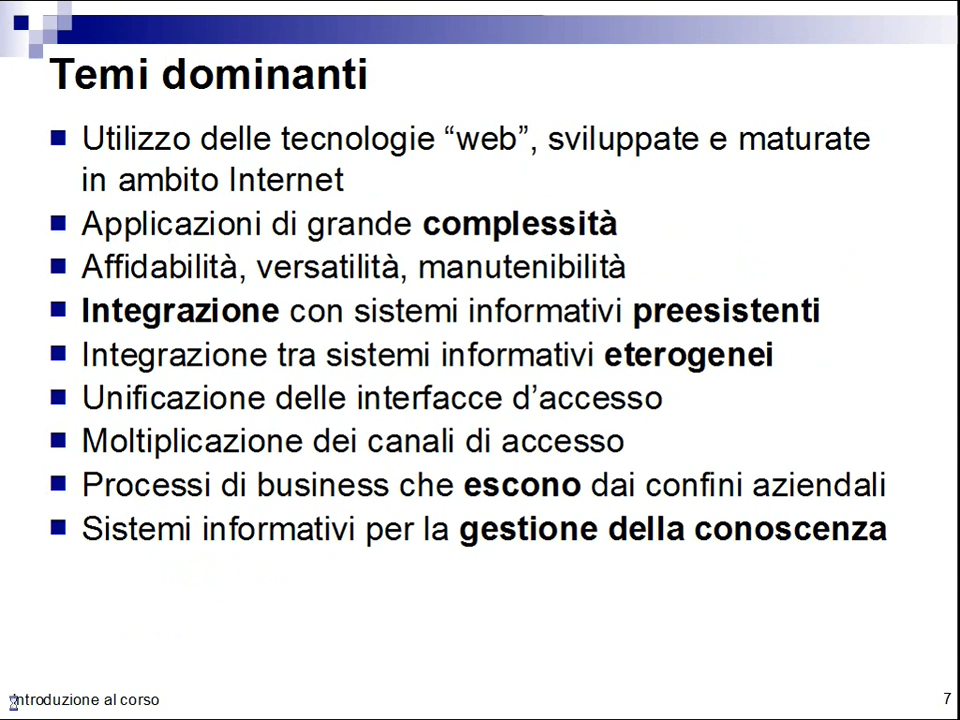 Temi dominanti
Utilizzo delle tecnologie “web”, sviluppate e maturate
in ambito Internet
Applicazioni di grande complessità
Affidabilità, versatilità, manutenibilità
Integrazione con sistemi informativi preesistenti
Integrazione tra sistemi informativi eterogenei
Unificazione delle interfacce d’accesso
Moltiplicazione dei canali di accesso
Processi di business che escono dai confini aziendali
Sistemi informativi per la gestione della conoscenza
Introduzione al corso
7